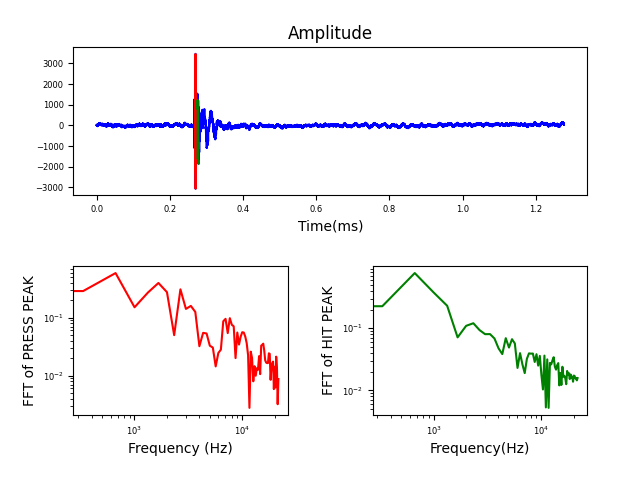 Amplitude
3000
2000
1000
0
−1000
−2000
−3000
0.0 0.2 0.4 0.6 0.8 1.0 1.2
Time(ms)
FFT of PRESS PEAK
10⁻¹
10⁻²
10³ 10⁴
Frequency (Hz)
FFT of HIT PEAK
10⁻¹
10⁻²
10³ 10⁴
Frequency(Hz)